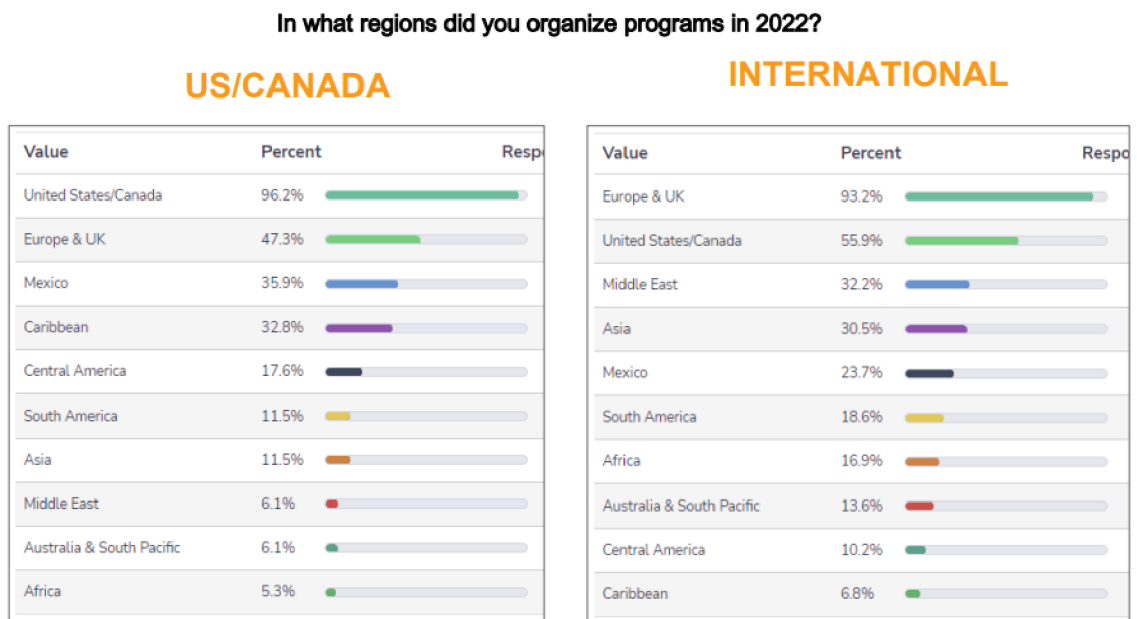 In what regions did you organize programs in 2022?
US/CANADA
Value Percent Respo
United States/Canada 96.2%
Europe & UK 47.3%
Mexico 35.9%
Caribbean 32.8%
Central America 17.6%
South America 11.5%
Asia 11.5%
Middle East 6.1%
Australia & South Pacific 6.1%
Africa 5.3%
INTERNATIONAL
Value Percent Respo
Europe & UK 93.2%
United States/Canada 55.9%
Middle East 32.2%
Asia 30.5%
Mexico 23.7%
South America 18.6%
Africa 16.9%
Australia & South Pacific 13.6%
Central America 10.2%
Caribbean 6.8%